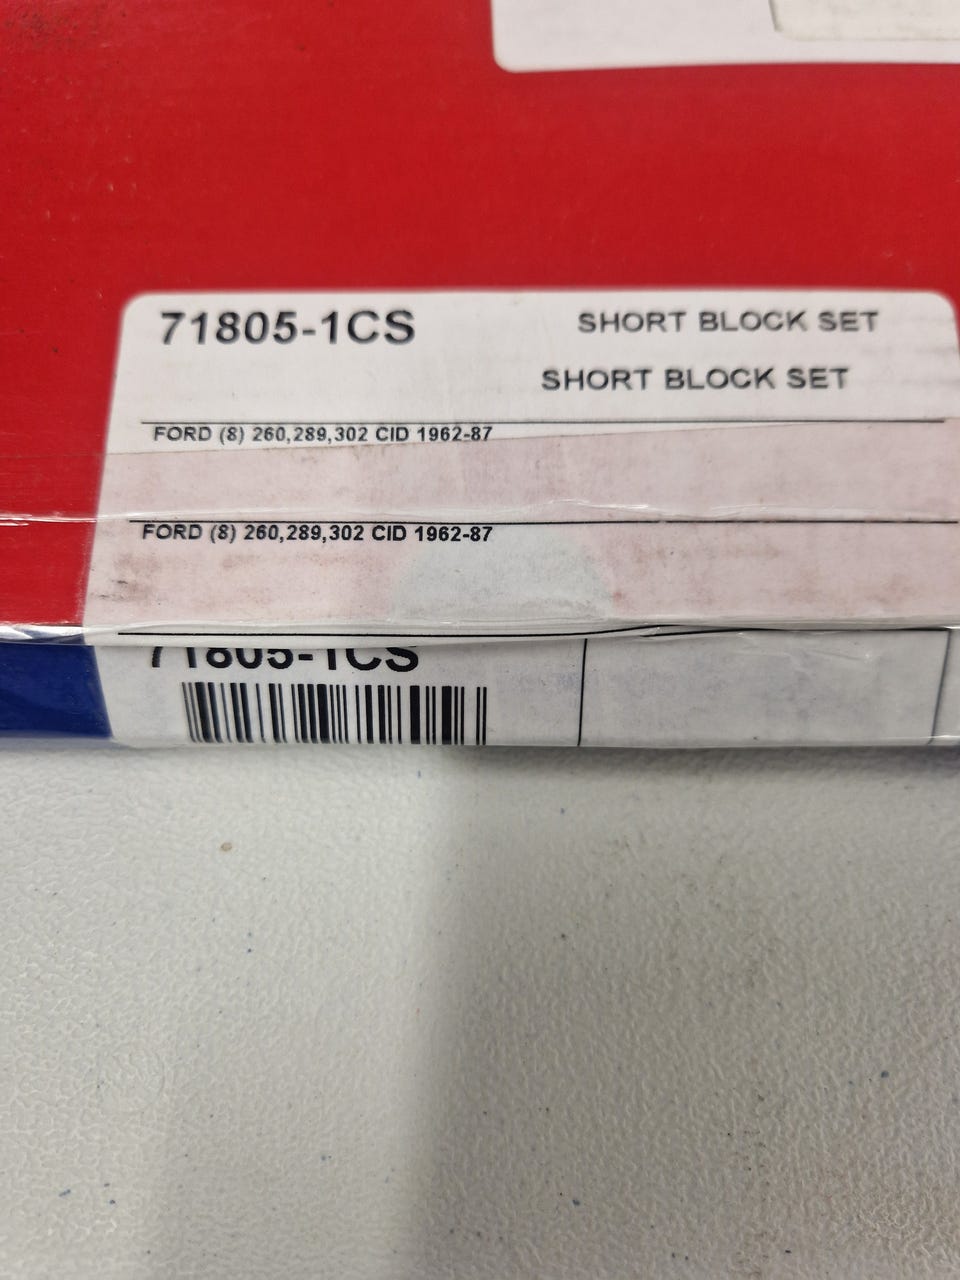 71805-1CS SHORT BLOCK SET
SHORT BLOCK SET
FORD (8) 260,289,302 CID 1962-87
FORD (8) 260,289,302 CID 1962-87
71805-1CS